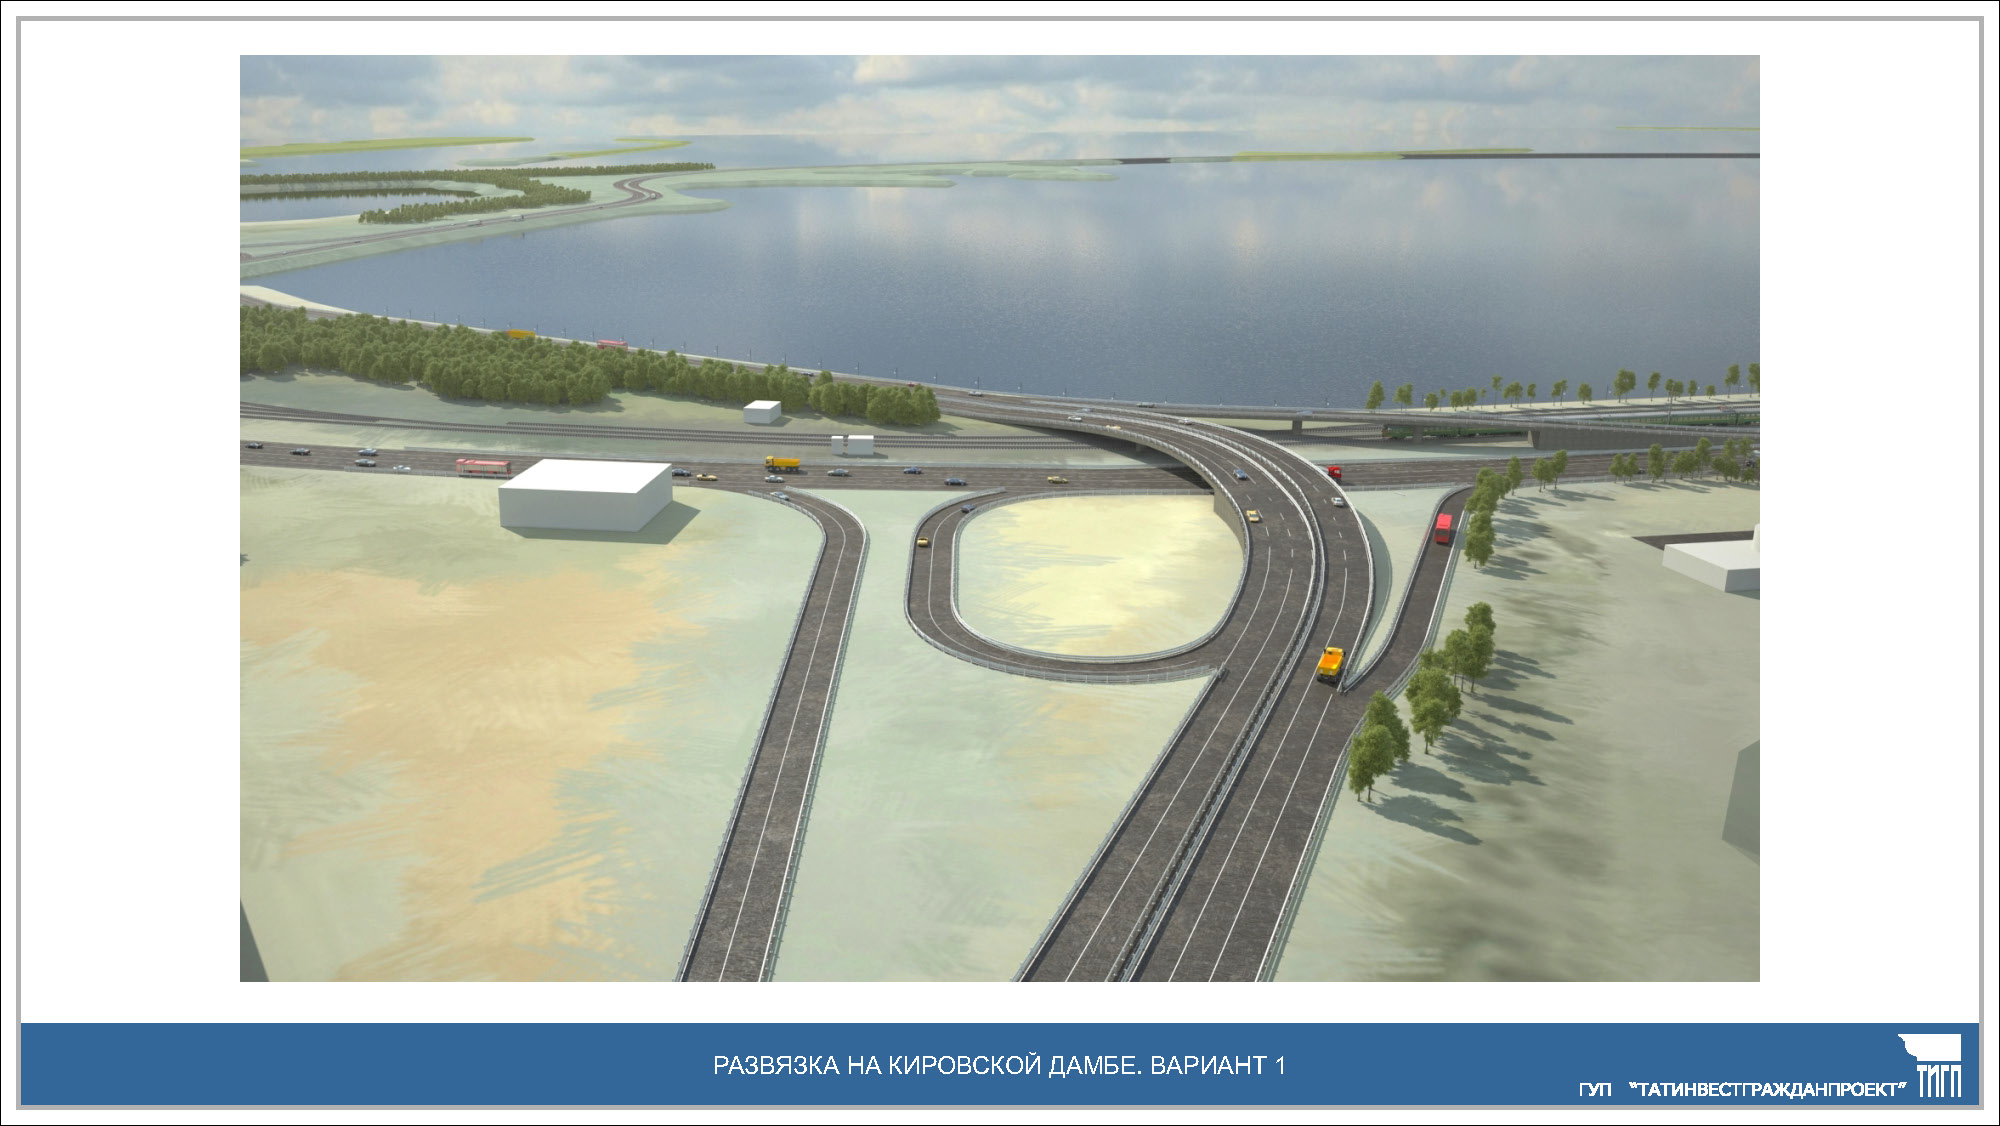 РАЗВЯЗКА НА КИРОВСКОЙ ДАМБЕ. ВАРИАНТ 1
ТИГП
ГУП "ТАТИНВЕСТГРАЖДАНПРОЕКТ"